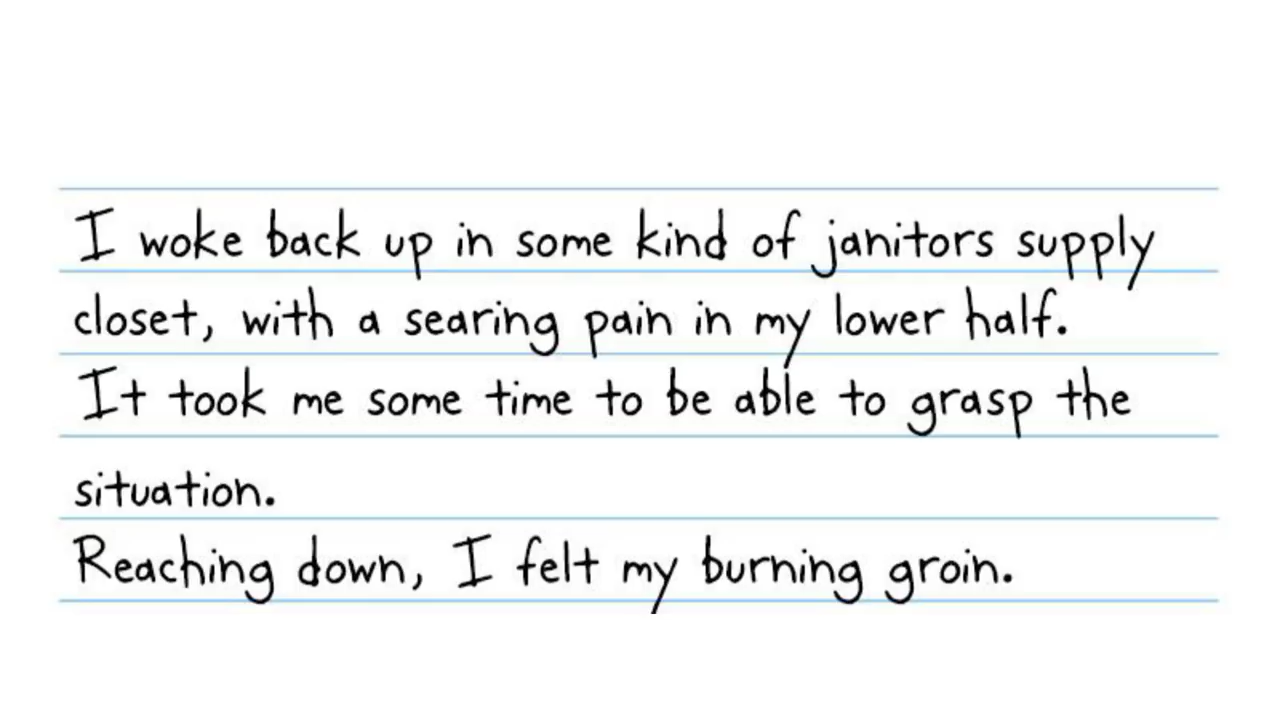 I woke back up in some kind of janitors supply
closet, with a searing pain in my lower half.
It took me some time to be able to grasp the
situation.
Reaching down, I felt my burning groin.